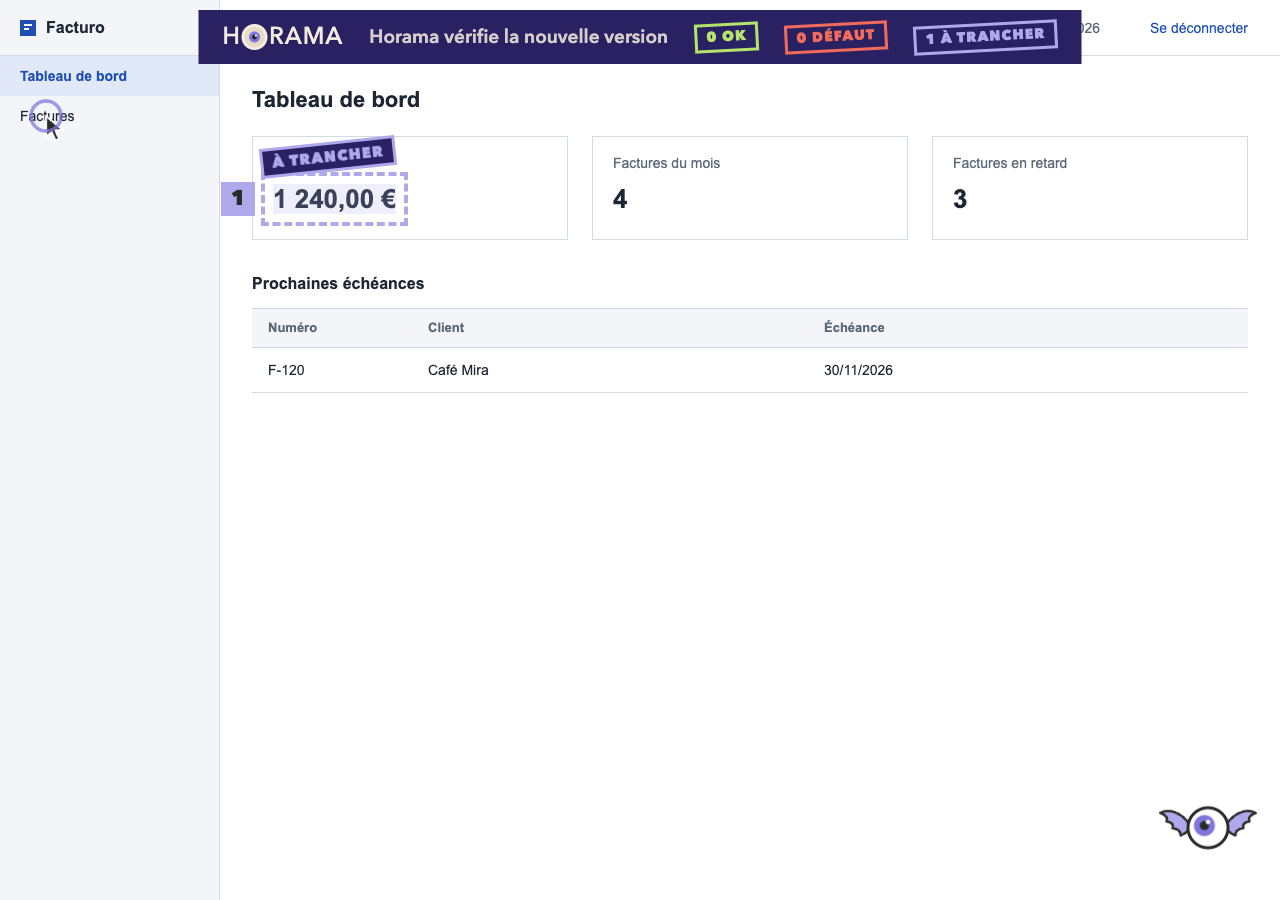 Facturo
HORAMA
Horama vérifie la nouvelle version
0 OK
0 DÉFAUT
1 À TRANCHER
026
Se déconnecter
Tableau de bord
Factures
Tableau de bord
À TRANCHER
1
1 240,00 €
Factures du mois
4
Factures en retard
3
Prochaines échéances
Numéro Client Échéance
F-120 Café Mira 30/11/2026